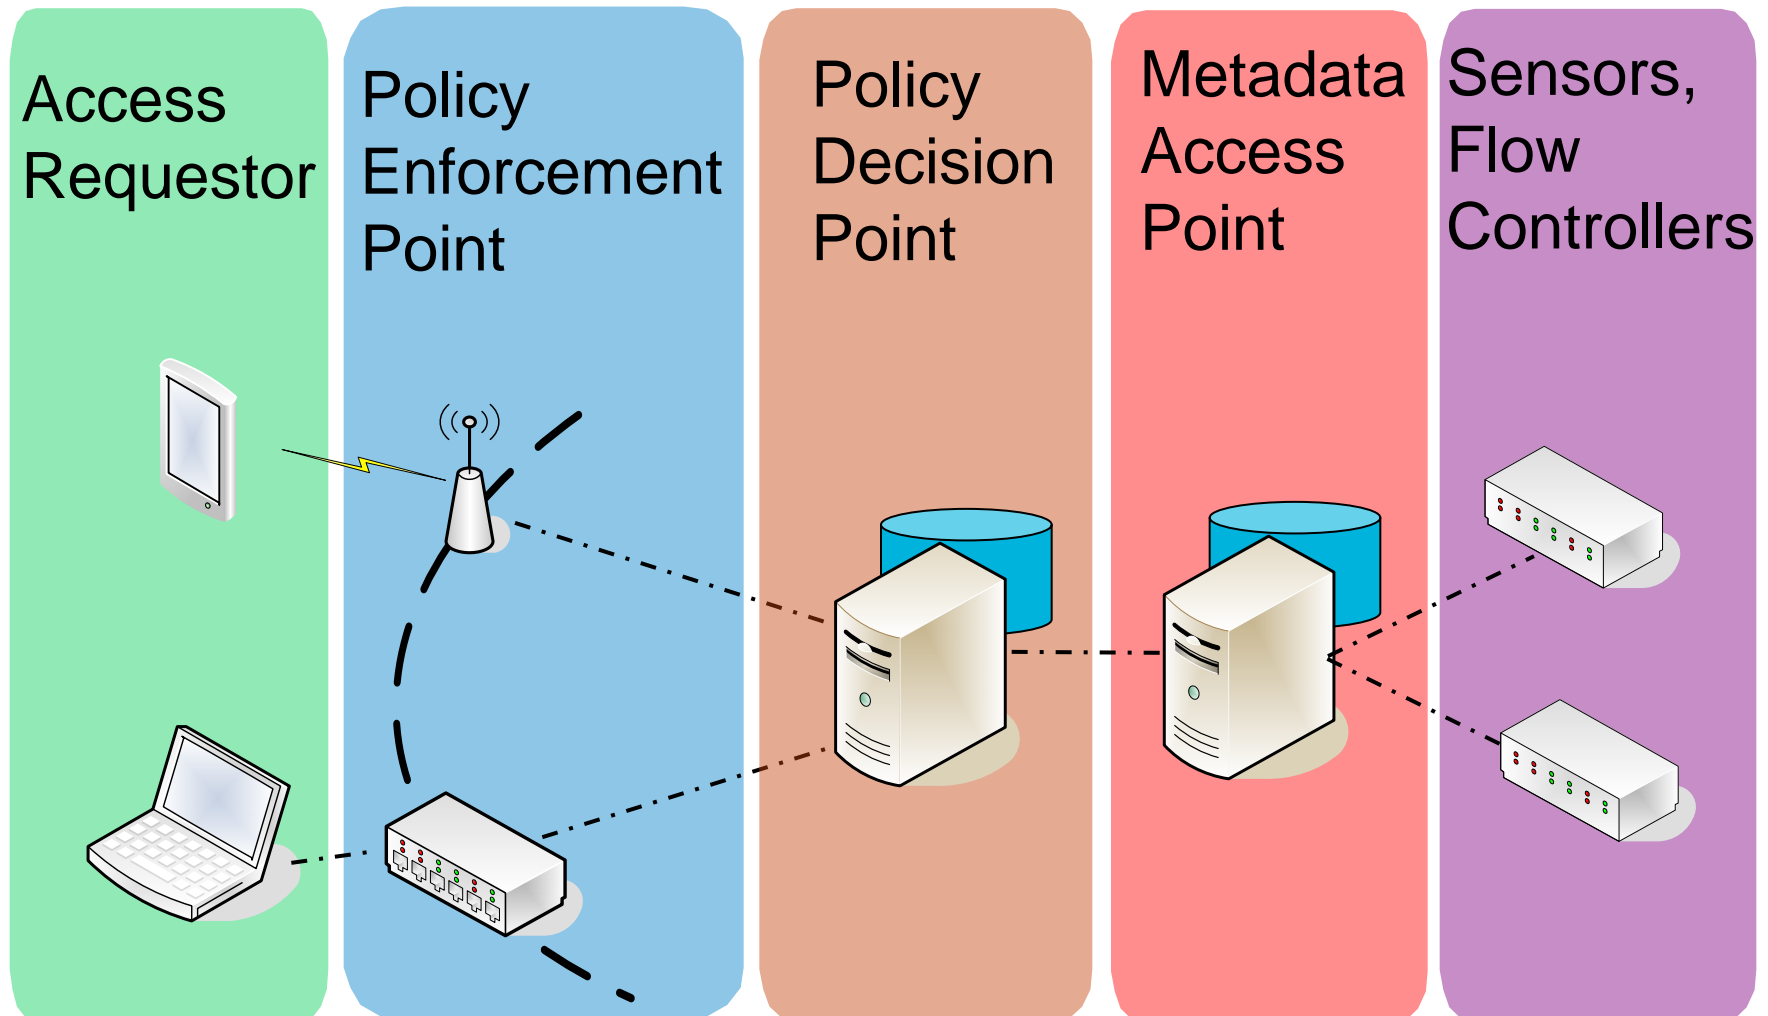 Access
Requestor
Policy
Enforcement
Point
Policy
Decision
Point
Metadata
Access
Point
Sensors,
Flow
Controllers